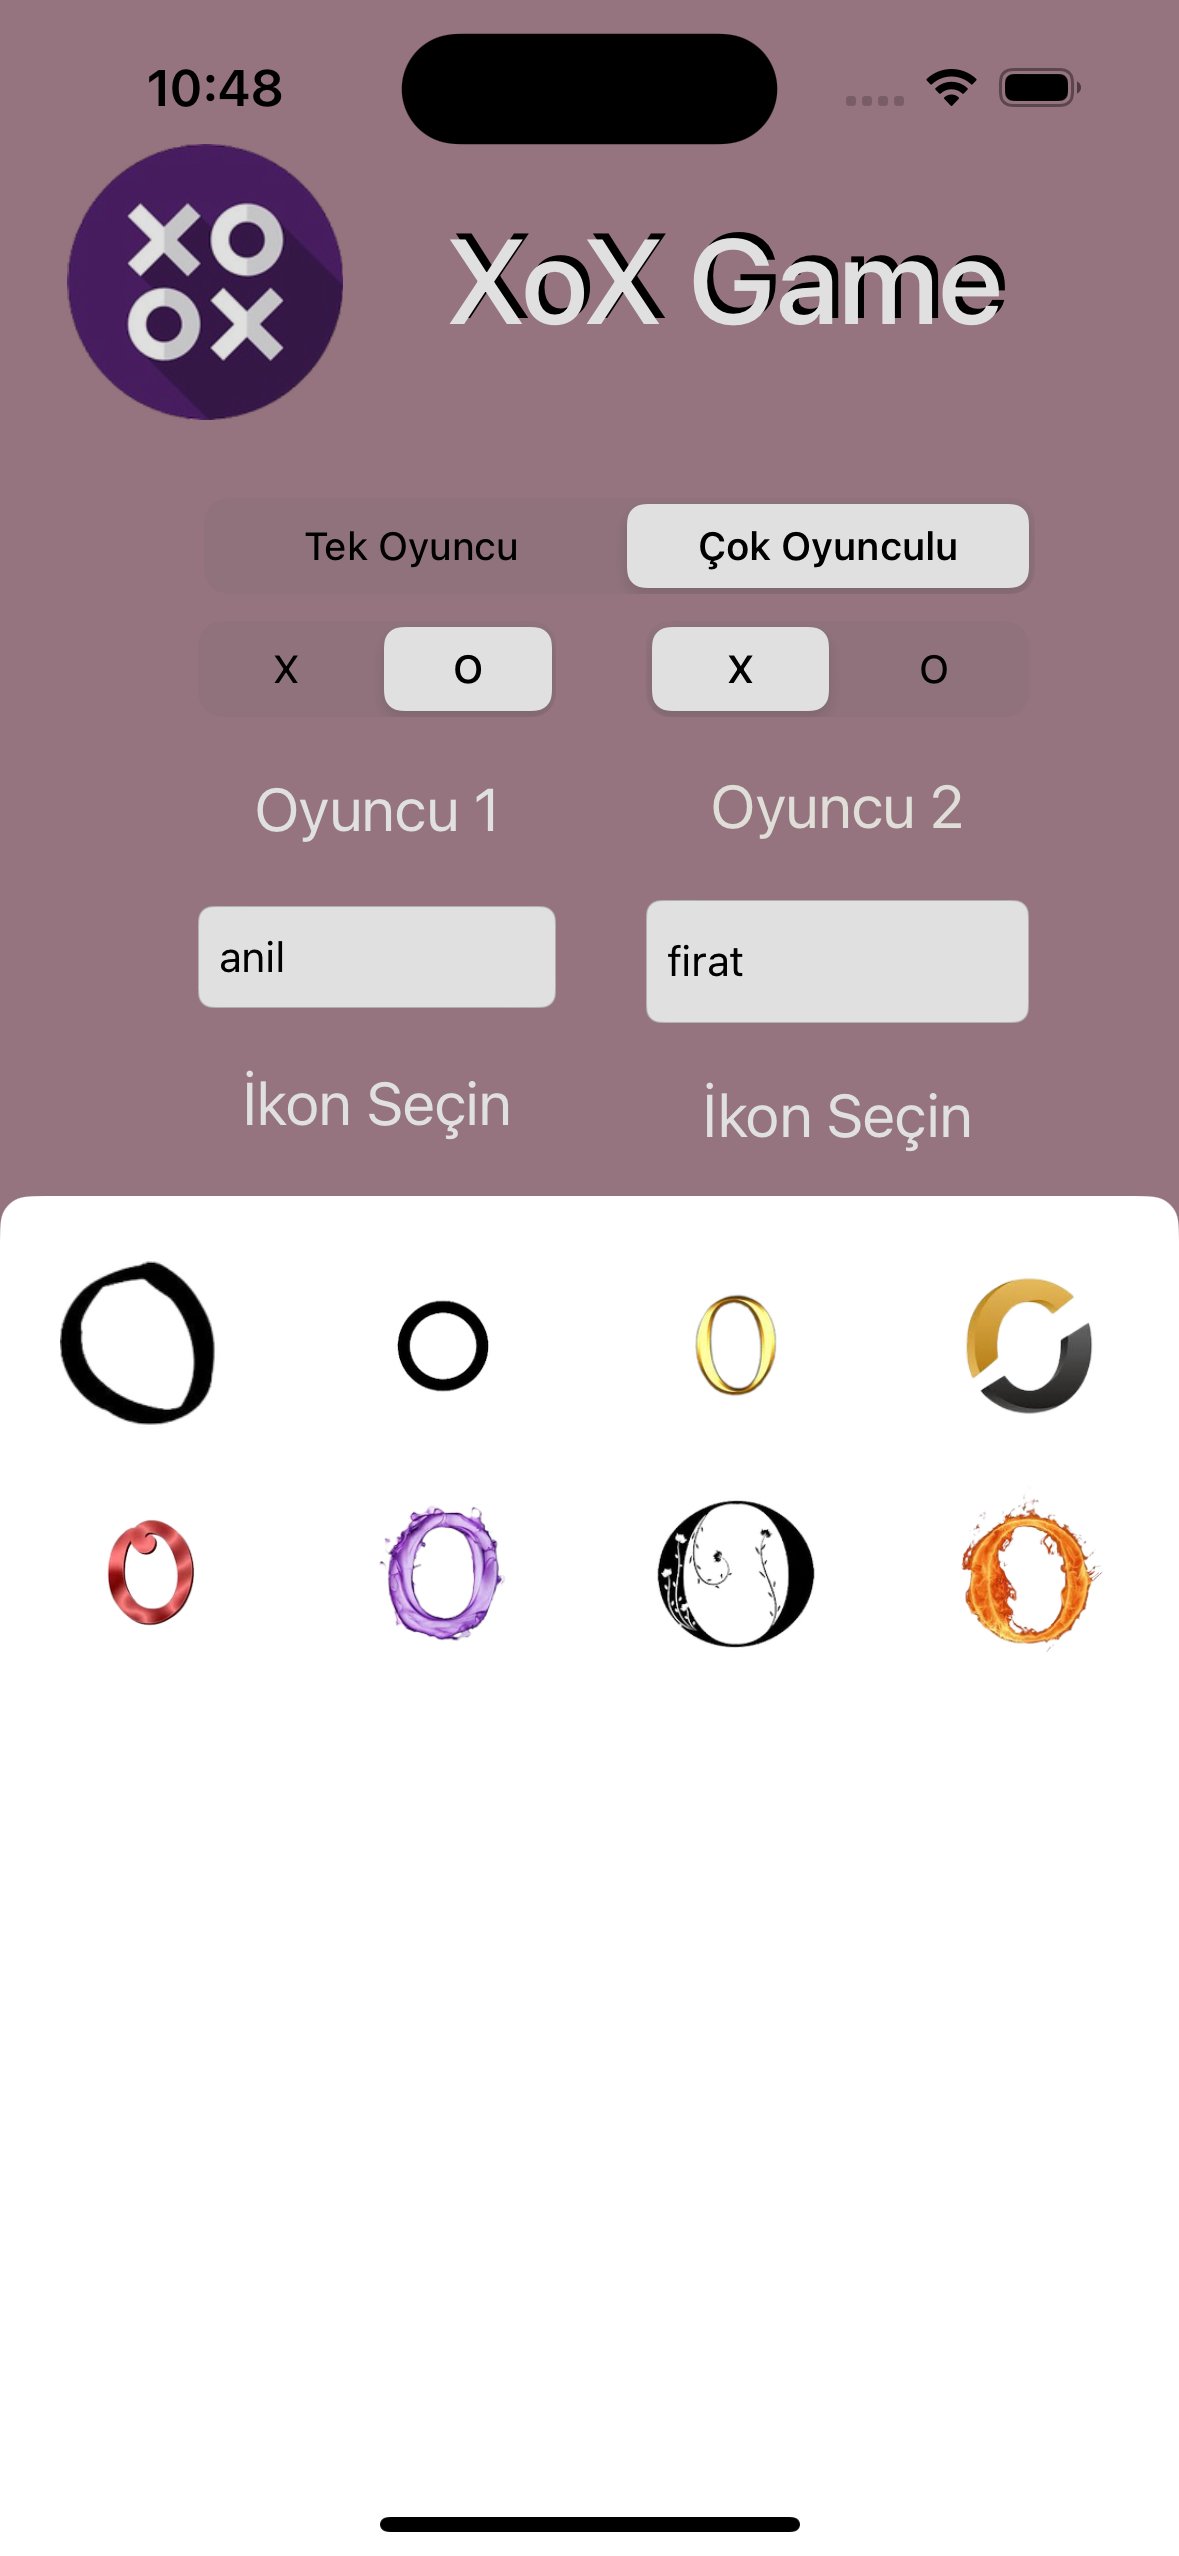 10:48
XO
OX
XoX Game
Tek Oyuncu Çok Oyunculu
X O X O
Oyuncu 1 Oyuncu 2
anil firat
İkon Seçin İkon Seçin
O O O O
O O O O